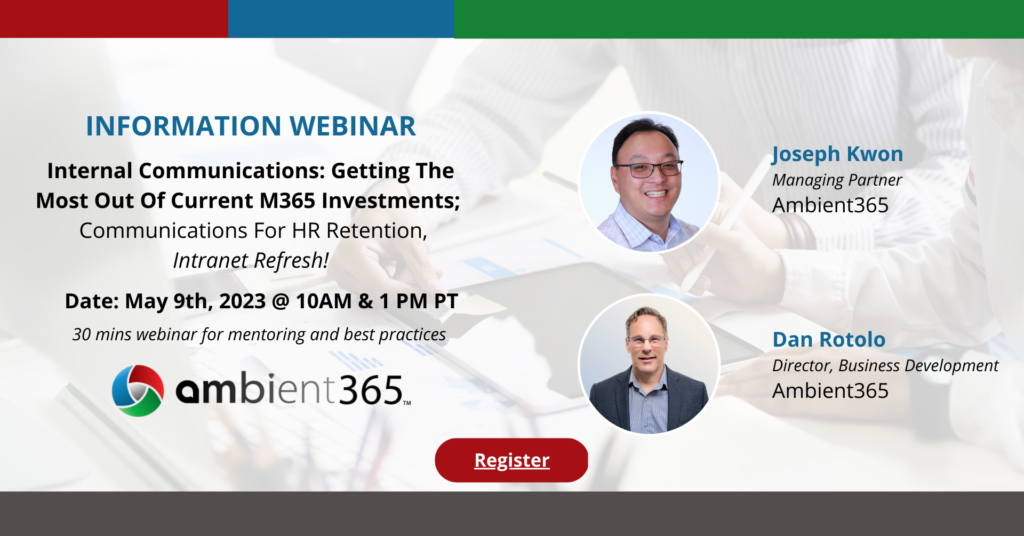 INFORMATION WEBINAR
Internal Communications: Getting The
Most Out Of Current M365 Investments;
Communications For HR Retention,
Intranet Refresh!
Date: May 9th, 2023 @ 10AM & 1 PM PT
30 mins webinar for mentoring and best practices
ambient365™
Joseph Kwon
Managing Partner
Ambient365
Dan Rotolo
Director, Business Development
Ambient365
Register